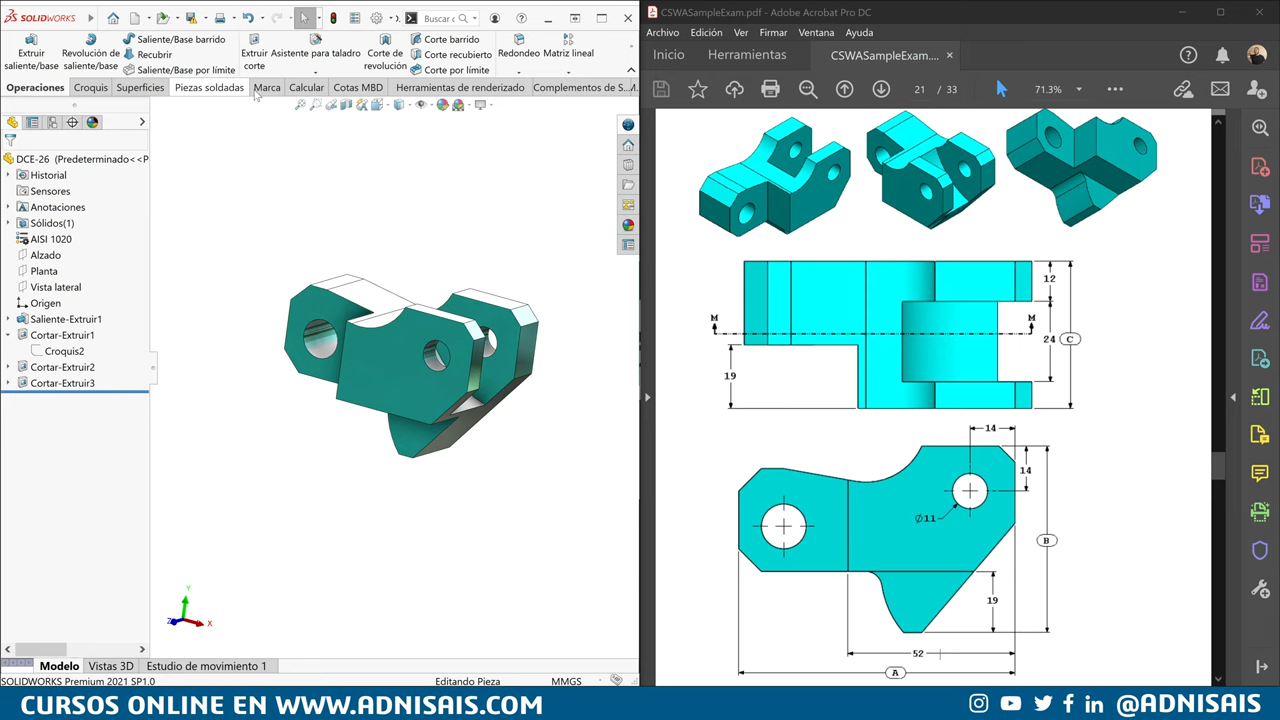 SOLIDWORKS
Buscar c
Extruir saliente/base
Revolución de saliente/base
Saliente/Base barrido
Recubrir
Saliente/Base por límite
Extruir corte
Asistente para taladro
Corte de revolución
Corte barrido
Corte recubierto
Corte por límite
Redondeo
Matriz lineal
Operaciones
Croquis
Superficies
Piezas soldadas
Marca
Calcular
Cotas MBD
Herramientas de renderizado
Complementos de S...
DCE-26 (Predeterminado<<P
Historial
Sensores
Anotaciones
Sólidos(1)
AISI 1020
Alzado
Planta
Vista lateral
Origen
Saliente-Extruir1
Cortar-Extruir1
Croquis2
Cortar-Extruir2
Cortar-Extruir3
Y
X
Z
Modelo
Vistas 3D
Estudio de movimiento 1
SOLIDWORKS Premium 2021 SP1.0
Editando Pieza
MMGS
CSWASampleExam.pdf - Adobe Acrobat Pro DC
Archivo Edición Ver Firmar Ventana Ayuda
Inicio
Herramientas
CSWASampleExam....
21 / 33
71.3%
12
M
M
24
C
19
14
14
Ø11
B
19
52
A
CURSOS ONLINE EN WWW.ADNISAIS.COM
@ADNISAIS